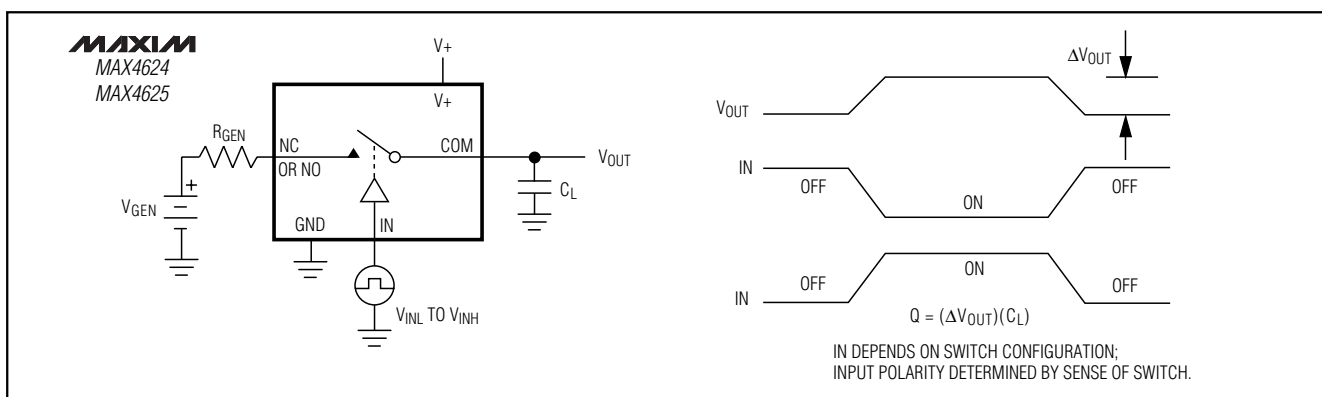 MAXIM
MAX4624
MAX4625
V+
V+
RGEN
NC
OR NO
COM
VOUT
CL
VGEN
+
GND
IN
VINL TO VINH
ΔVOUT
VOUT
IN
OFF
ON
OFF
IN
OFF
ON
OFF
Q = (ΔVOUT)(CL)
IN DEPENDS ON SWITCH CONFIGURATION;
INPUT POLARITY DETERMINED BY SENSE OF SWITCH.